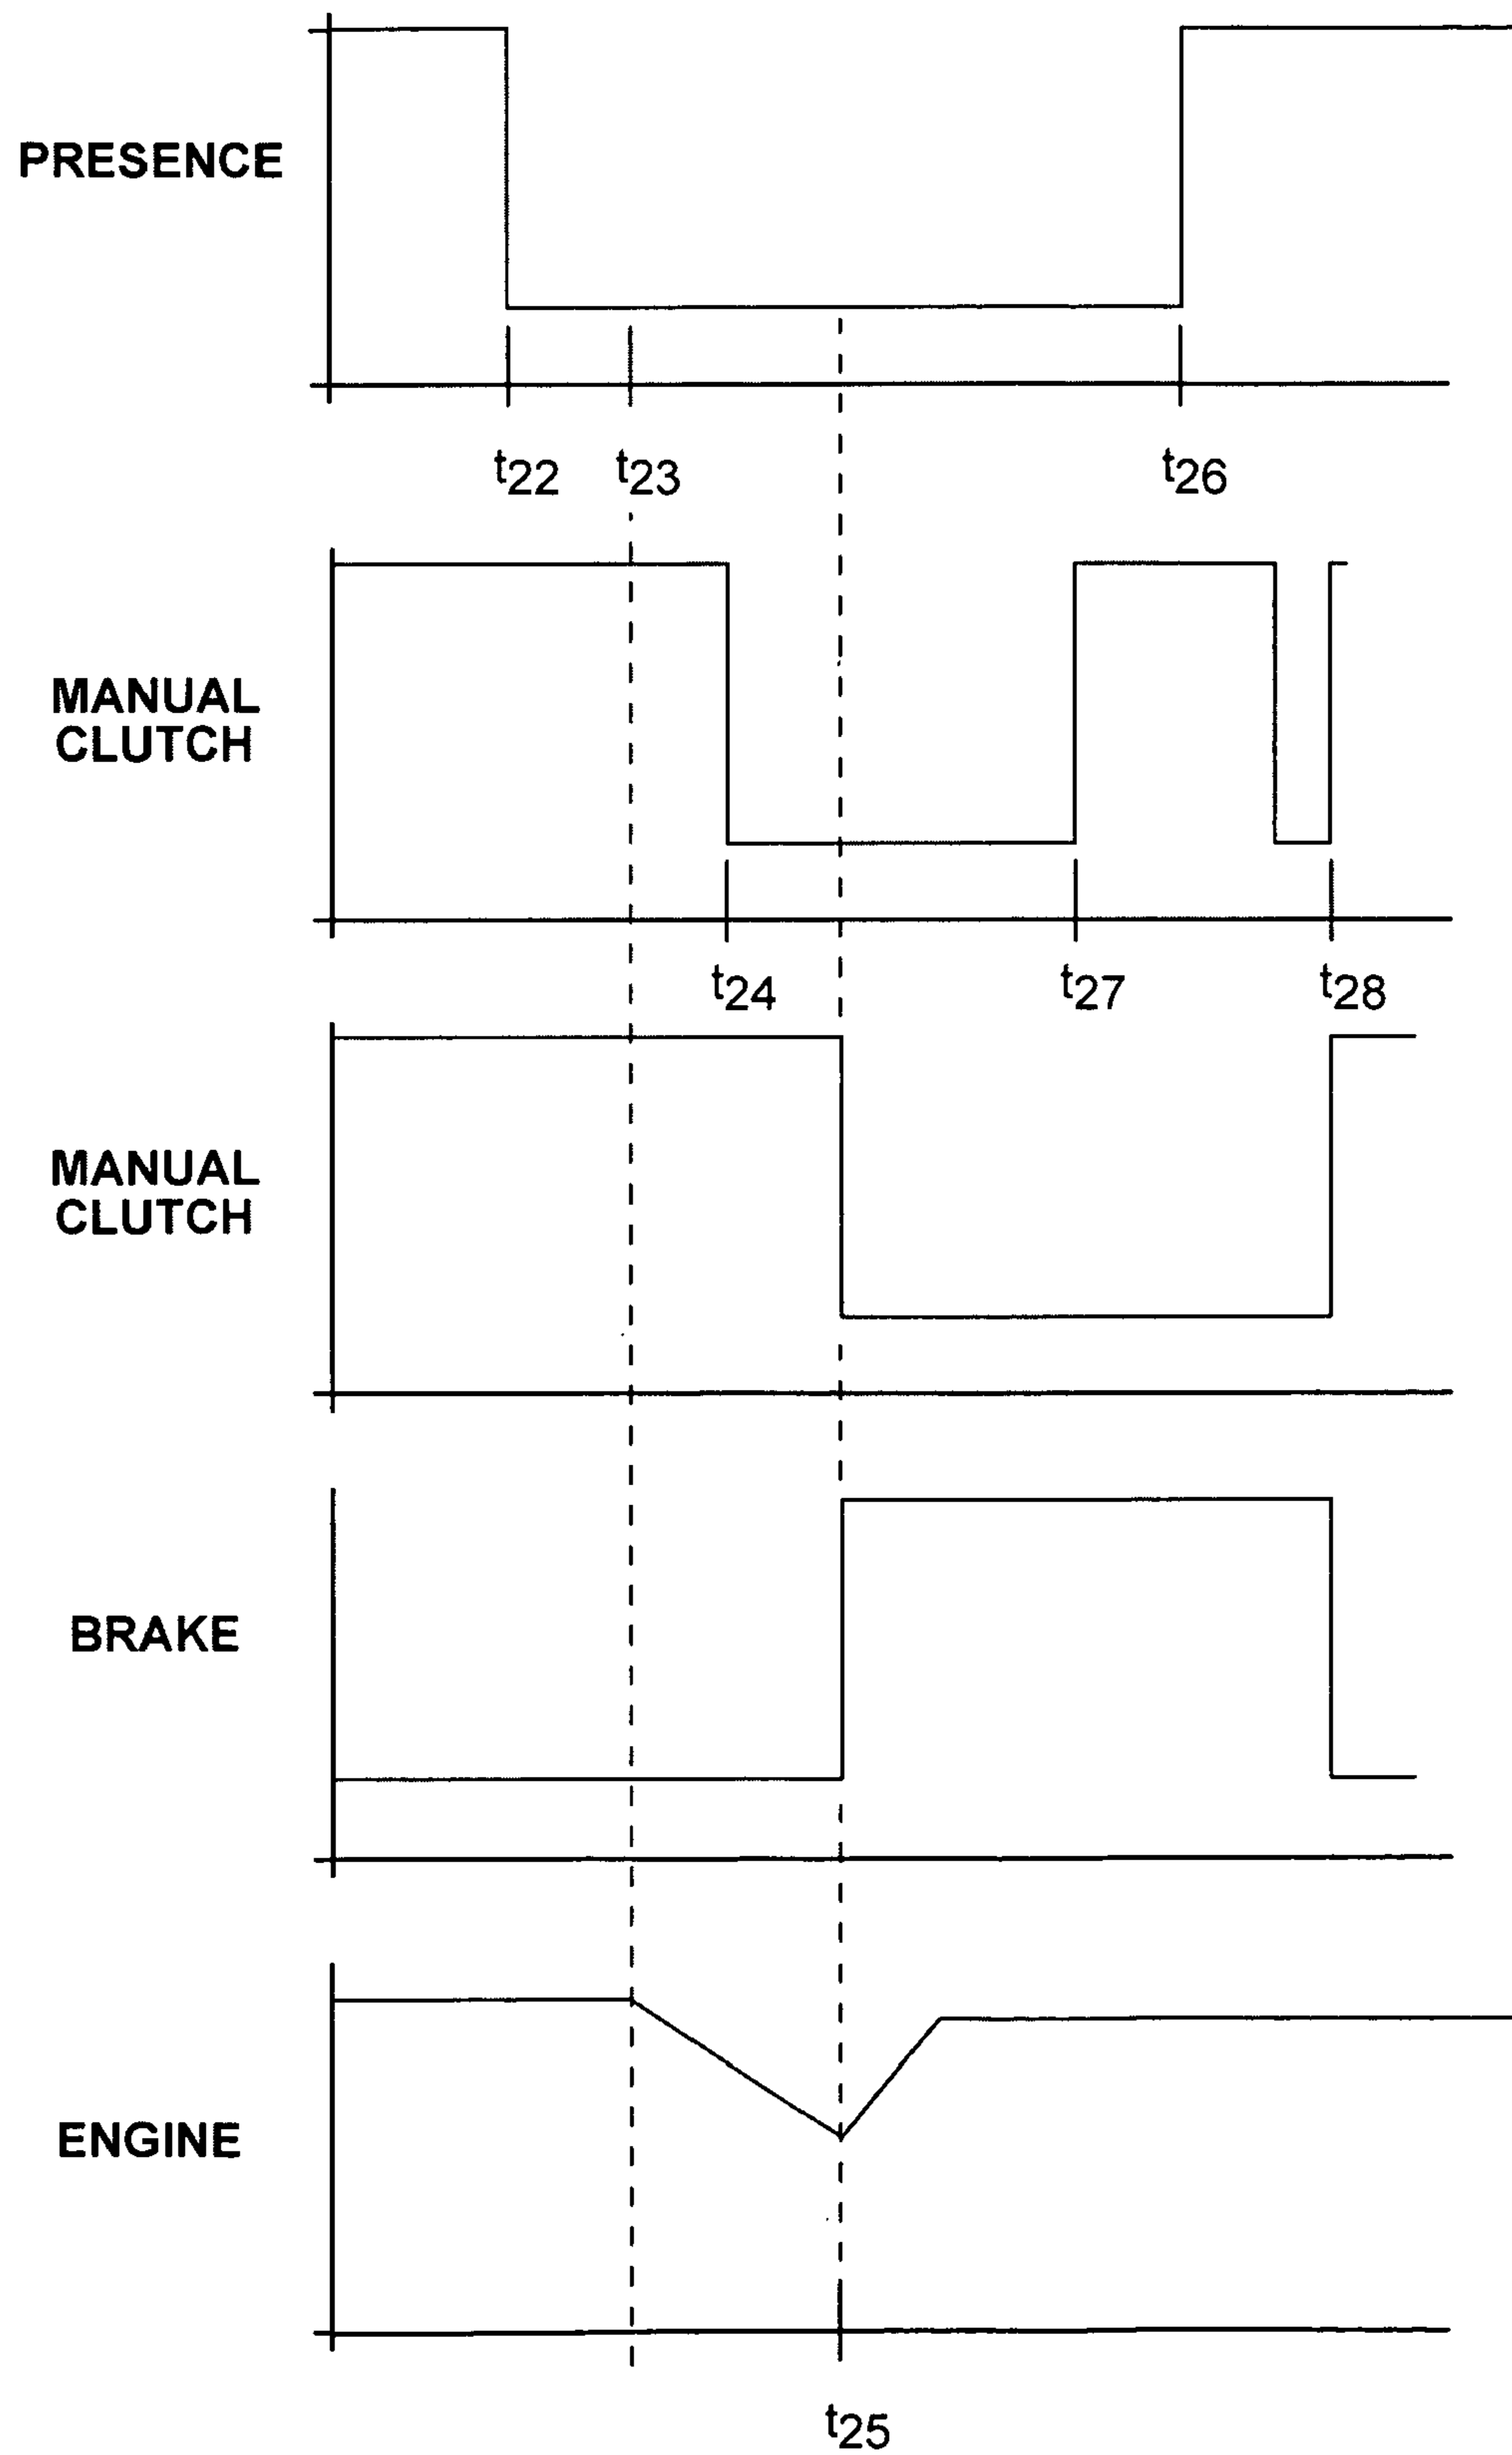 PRESENCE
t22 t23 t26
MANUAL
CLUTCH
t24 t27 t28
MANUAL
CLUTCH
BRAKE
ENGINE
t25